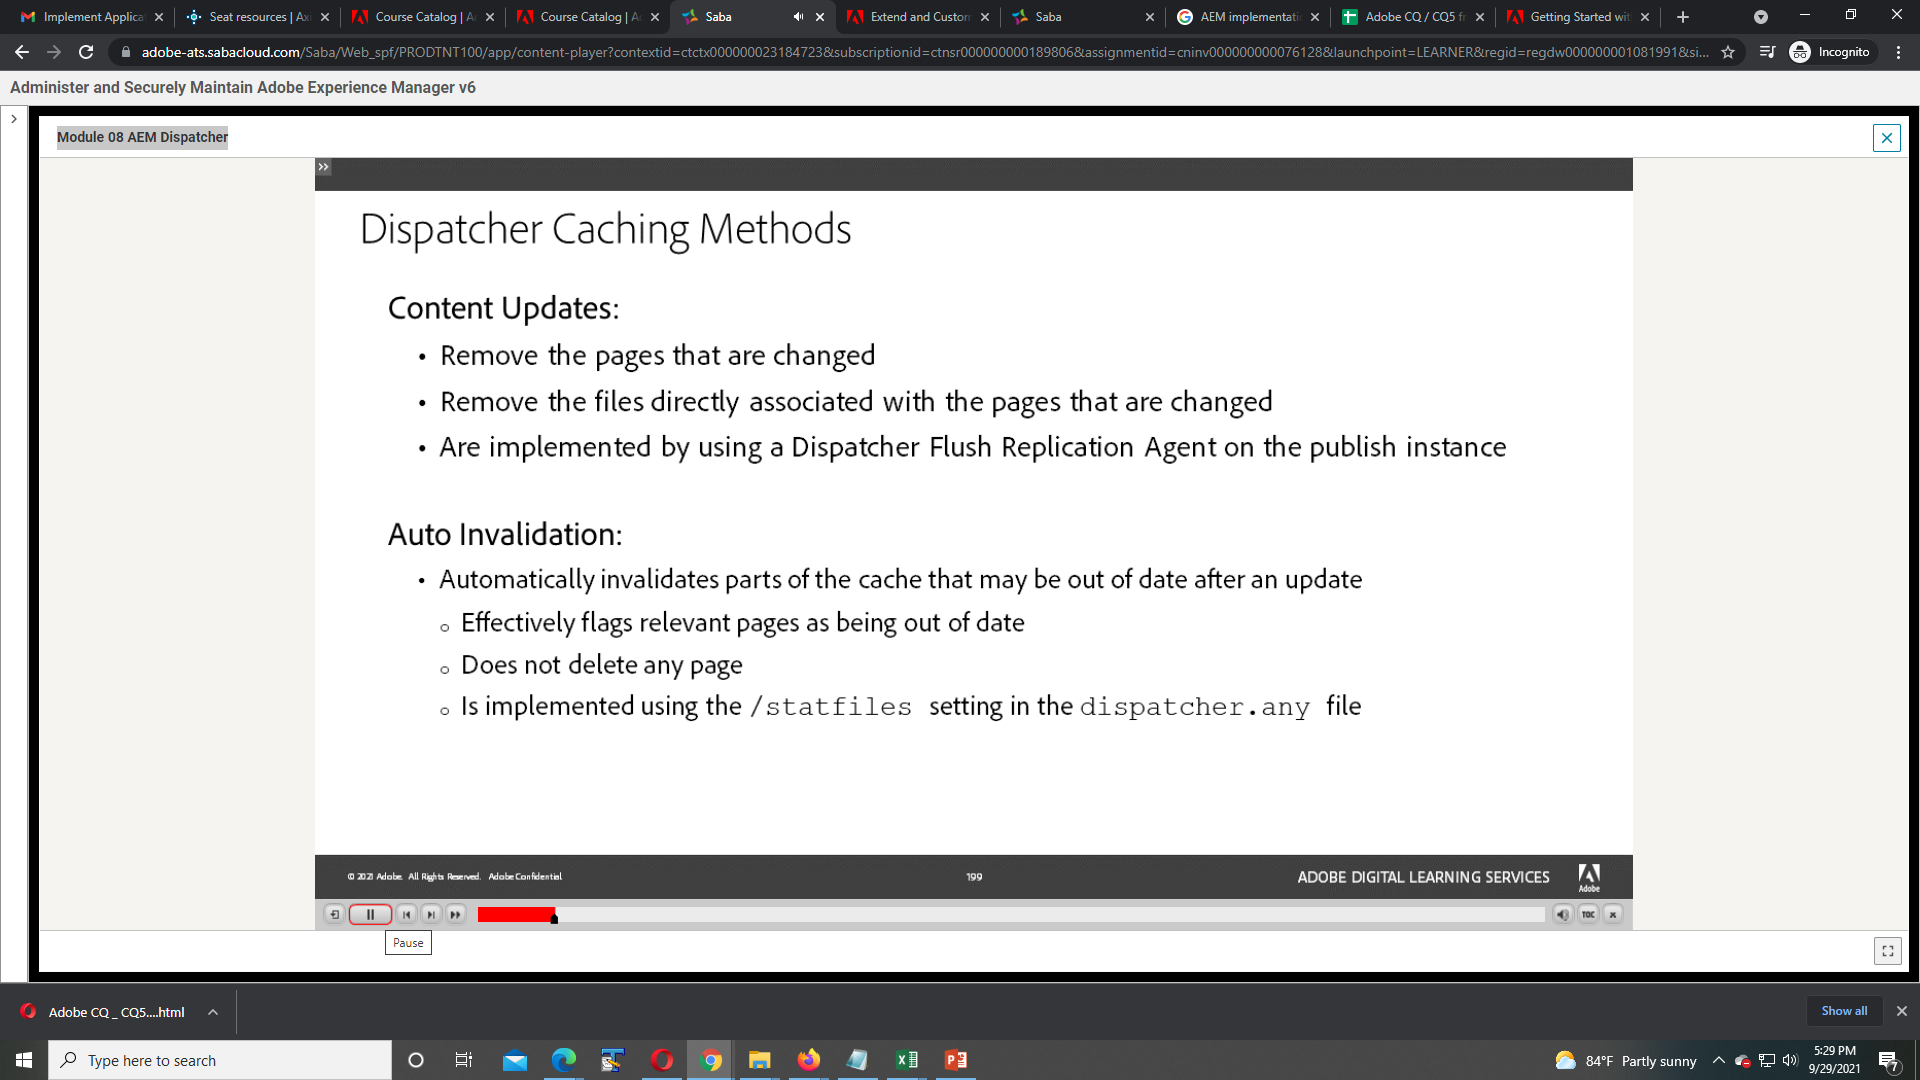 Implement Applica
Seat resources | Ax
Course Catalog | A
Course Catalog | A
Saba
Extend and Custom
Saba
AEM implementati
Adobe CQ / CQ5 f
Getting Started wit
adobe-ats.sabacloud.com/Saba/Web_spf/PRODTNT100/app/content-player?contextid=ctctx000000023184723&subscriptionid=ctnsr000000000189806&assignmentid=cninv000000000076128&launchpoint=LEARNER&regid=regdw000000001081991&si...
Incognito
Administer and Securely Maintain Adobe Experience Manager v6
Module 08 AEM Dispatcher
Dispatcher Caching Methods
Content Updates:
• Remove the pages that are changed
• Remove the files directly associated with the pages that are changed
• Are implemented by using a Dispatcher Flush Replication Agent on the publish instance
Auto Invalidation:
• Automatically invalidates parts of the cache that may be out of date after an update
o Effectively flags relevant pages as being out of date
o Does not delete any page
o Is implemented using the /statfiles setting in the dispatcher.any file
© 2021 Adobe. All Rights Reserved. Adobe Confidential
199
ADOBE DIGITAL LEARNING SERVICES
Adobe
TOC
Pause
Adobe CQ _ CQ5....html
Show all
Type here to search
84°F Partly sunny
5:29 PM
9/29/2021
7